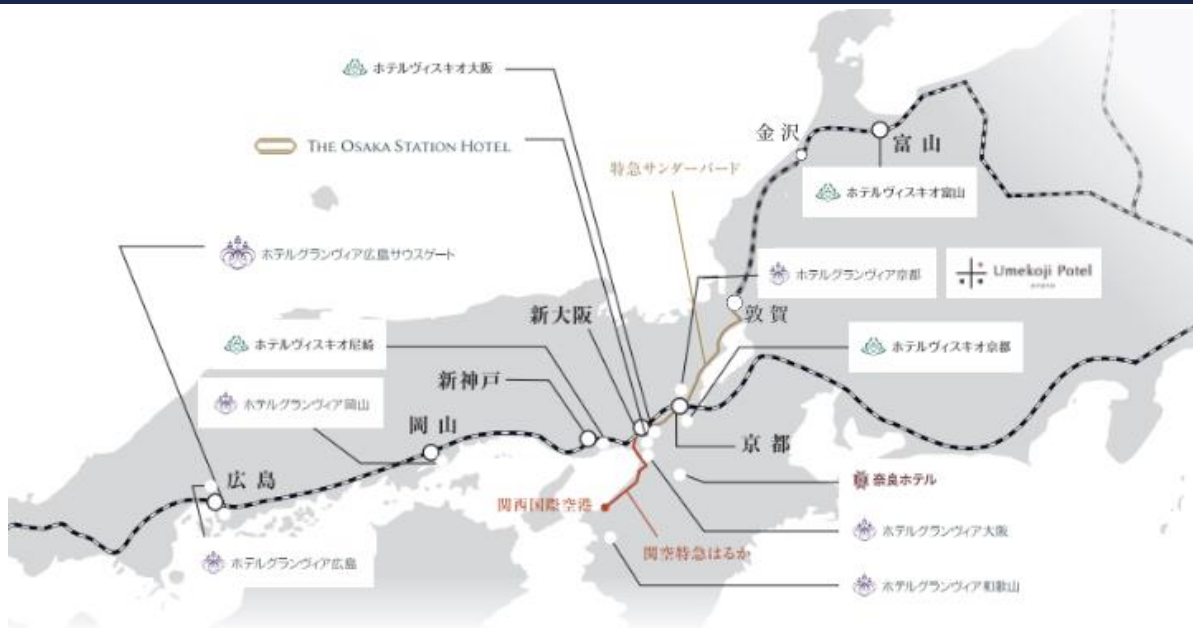 ホテルヴィスキオ大阪
THE OSAKA STATION HOTEL
金沢
富山
特急サンダーバード
ホテルヴィスキオ富山
ホテルグランヴィア広島サウスゲート
ホテルグランヴィア京都
Umekoji Potel
新大阪
敦賀
ホテルヴィスキオ尼崎
ホテルヴィスキオ京都
新神戸
ホテルグランヴィア岡山
岡山
京都
広島
奈良ホテル
関西国際空港
ホテルグランヴィア大阪
関空特急はるか
ホテルグランヴィア広島
ホテルグランヴィア和歌山